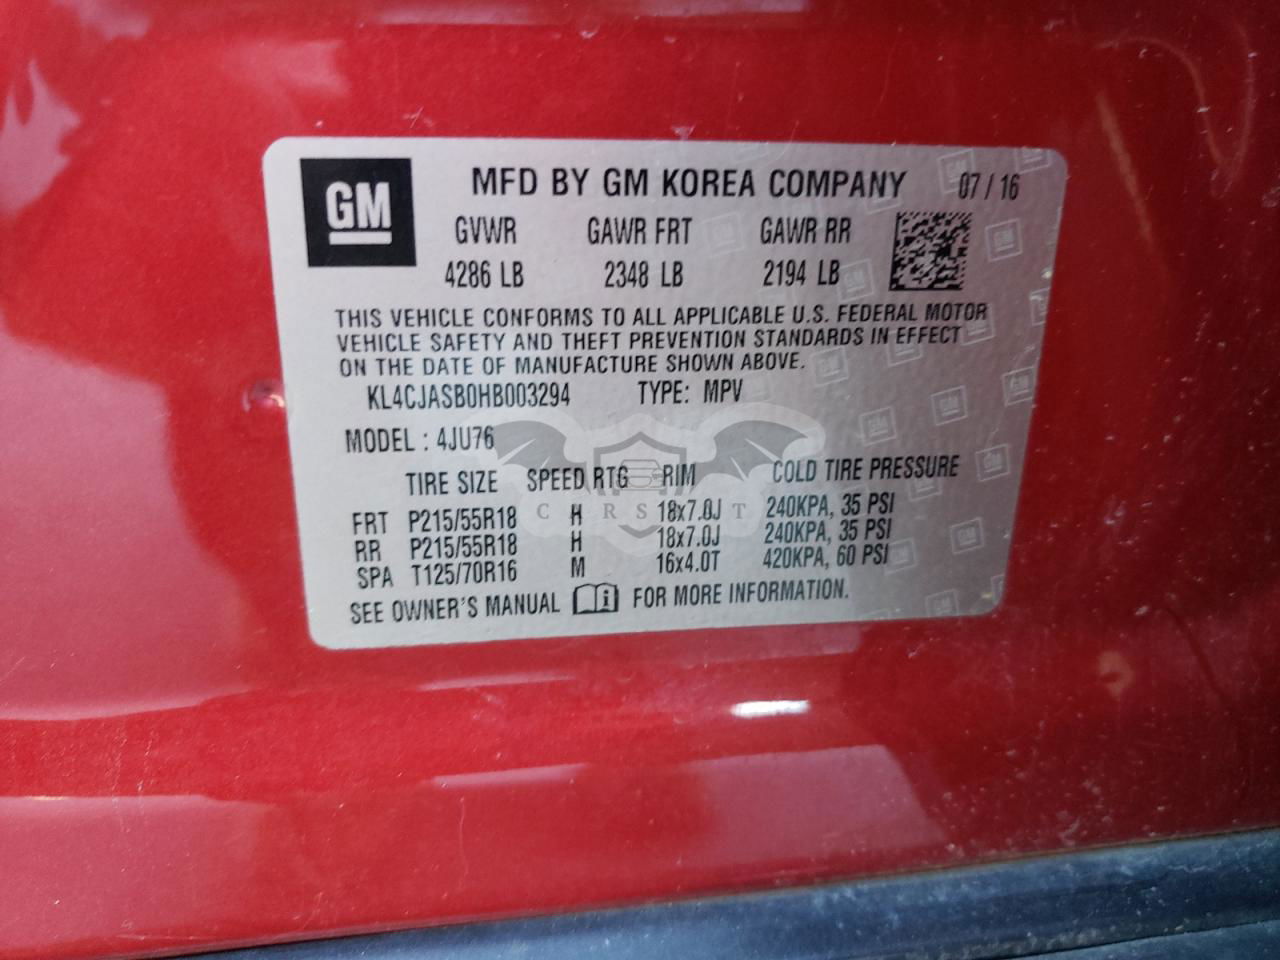 GM
MFD BY GM KOREA COMPANY 07 / 16
GVWR GAWR FRT GAWR RR
4286 LB 2348 LB 2194 LB
THIS VEHICLE CONFORMS TO ALL APPLICABLE U.S. FEDERAL MOTOR
VEHICLE SAFETY AND THEFT PREVENTION STANDARDS IN EFFECT
ON THE DATE OF MANUFACTURE SHOWN ABOVE.
KL4CJASB0HB003294 TYPE: MPV
MODEL : 4JU76
TIRE SIZE SPEED RTG RIM COLD TIRE PRESSURE
FRT P215/55R18 H 18x7.0J 240KPA, 35 PSI
RR P215/55R18 H 18x7.0J 240KPA, 35 PSI
SPA T125/70R16 M 16x4.0T 420KPA, 60 PSI
SEE OWNER'S MANUAL FOR MORE INFORMATION.